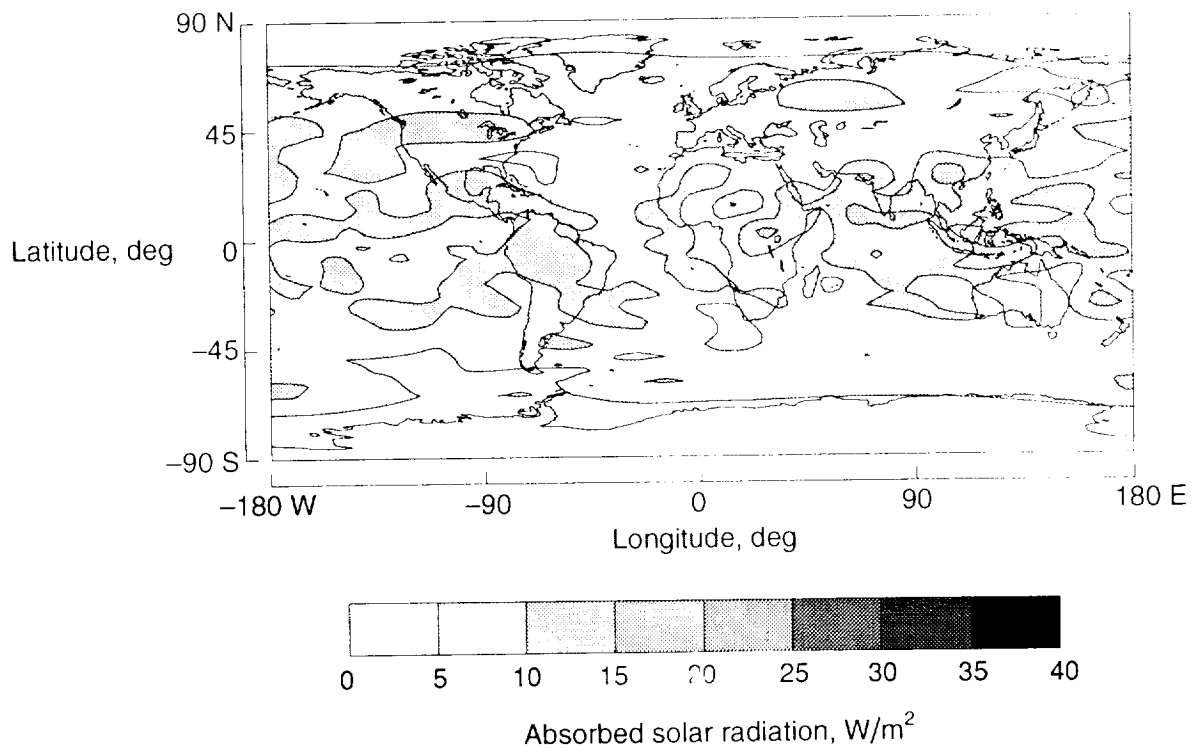 90 N
45
Latitude, deg
0
−45
−90 S
−180 W −90 0 90 180 E
Longitude, deg
0 5 10 15 20 25 30 35 40
Absorbed solar radiation, W/m²